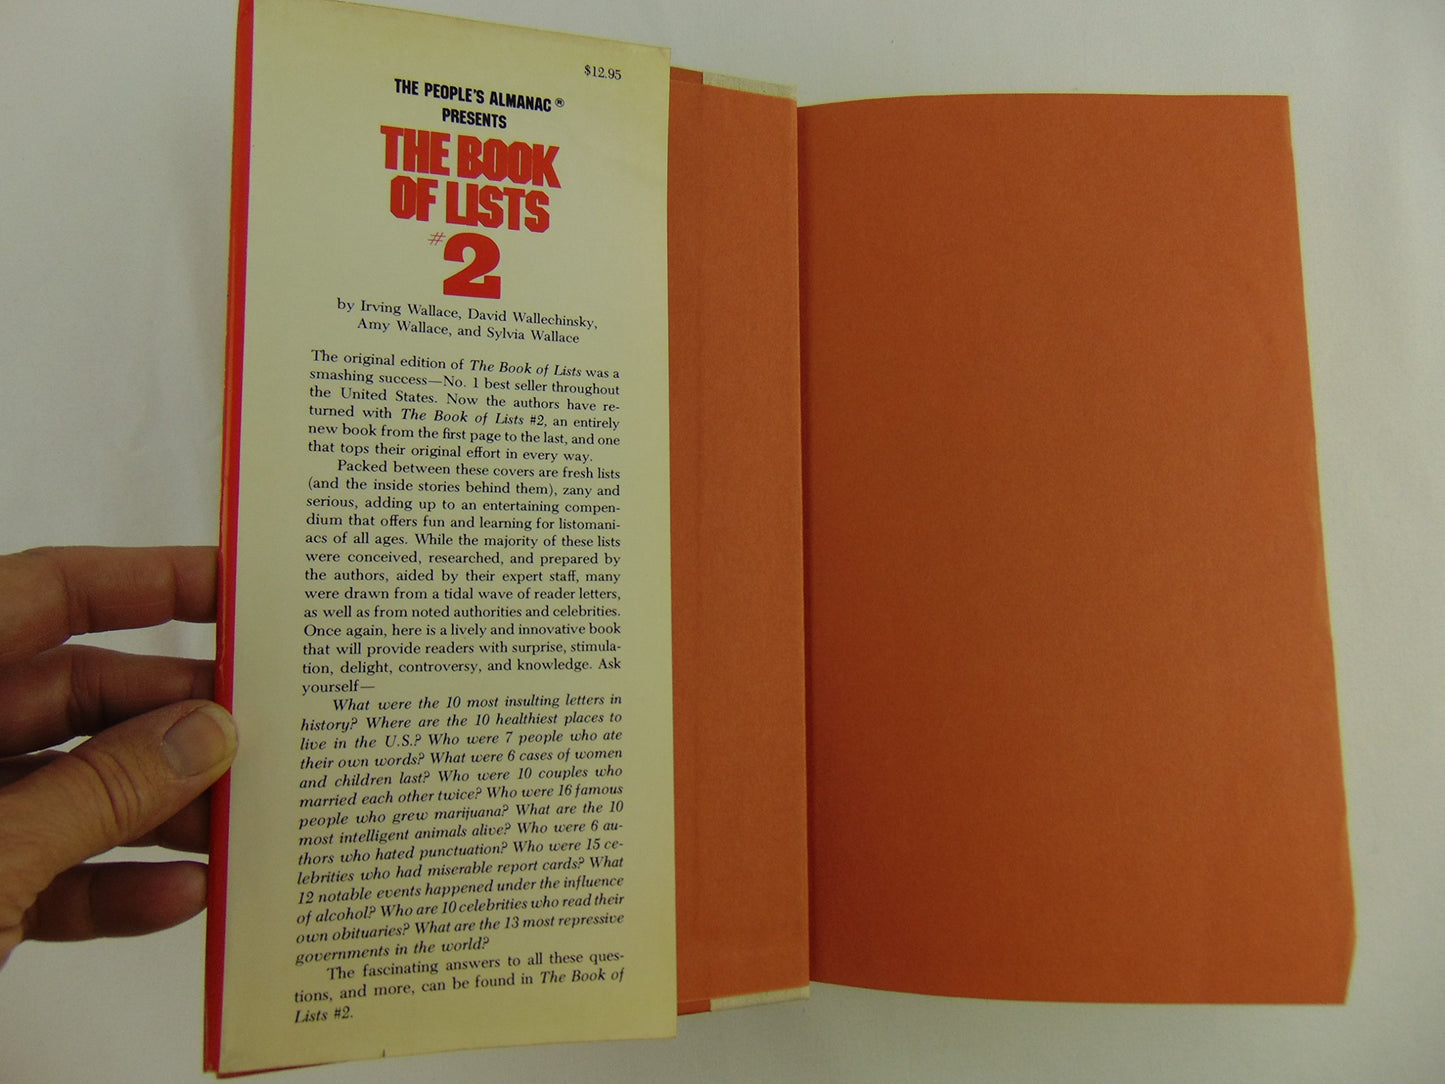 $12.95
THE PEOPLE'S ALMANAC®
PRESENTS
THE BOOK
OF LISTS
#2
by Irving Wallace, David Wallechinsky,
Amy Wallace, and Sylvia Wallace
The original edition of The Book of Lists was a
smashing success—No. 1 best seller throughout
the United States. Now the authors have re-
turned with The Book of Lists #2, an entirely
new book from the first page to the last, and one
that tops their original effort in every way.
Packed between these covers are fresh lists
(and the inside stories behind them), zany and
serious, adding up to an entertaining compen-
dium that offers fun and learning for listomani-
acs of all ages. While the majority of these lists
were conceived, researched, and prepared by
the authors, aided by their expert staff, many
were drawn from a tidal wave of reader letters,
as well as from noted authorities and celebrities.
Once again, here is a lively and innovative book
that will provide readers with surprise, stimula-
tion, delight, controversy, and knowledge. Ask
yourself—
What were the 10 most insulting letters in
history? Where are the 10 healthiest places to
live in the U.S.? Who were 7 people who ate
their own words? What were 6 cases of women
and children last? Who were 10 couples who
married each other twice? Who were 16 famous
people who grew marijuana? What are the 10
most intelligent animals alive? Who were 6 au-
thors who hated punctuation? Who were 15 ce-
lebrities who had miserable report cards? What
12 notable events happened under the influence
of alcohol? Who are 10 celebrities who read their
own obituaries? What are the 13 most repressive
governments in the world?
The fascinating answers to all these ques-
tions, and more, can be found in The Book of
Lists #2.